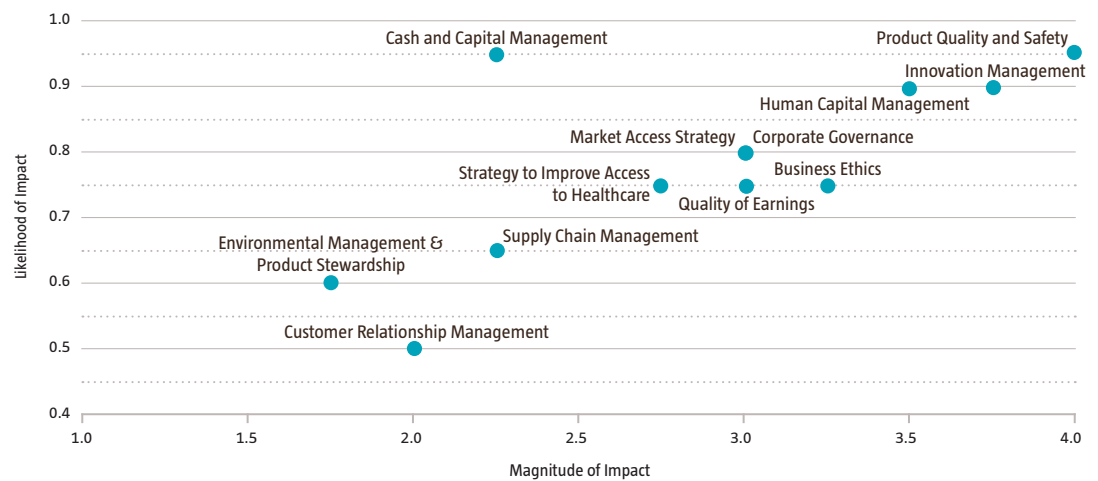 1.0
Cash and Capital Management
Product Quality and Safety
Innovation Management
0.9
Human Capital Management
Market Access Strategy
Corporate Governance
0.8
Business Ethics
Strategy to Improve Access
to Healthcare
Quality of Earnings
0.7
Supply Chain Management
Environmental Management &
Product Stewardship
0.6
Customer Relationship Management
0.5
0.4
Likelihood of Impact
1.0
1.5
2.0
2.5
3.0
3.5
4.0
Magnitude of Impact